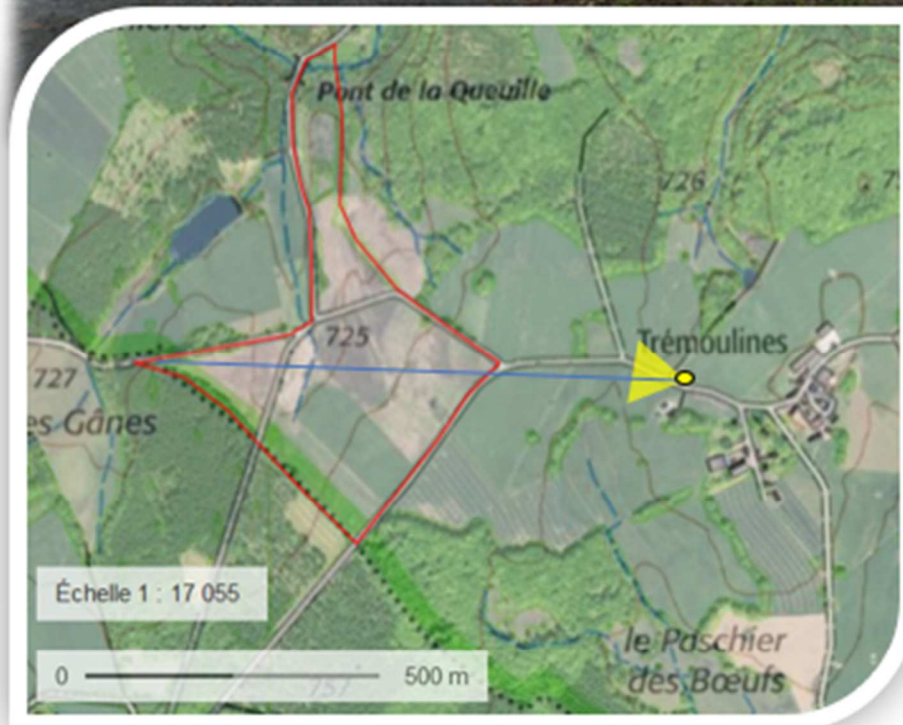 Pont de la Queuille
726
725
Trémoulines
727
es Gânes
Échelle 1 : 17 055
le Paschier
des Bœufs
0 500 m